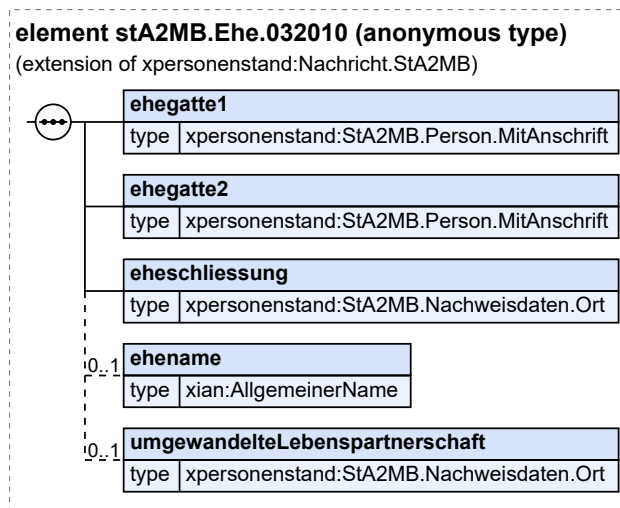 element stA2MB.Ehe.032010 (anonymous type)
(extension of xpersonenstand:Nachricht.StA2MB)
ehegatte1
type xpersonenstand:StA2MB.Person.MitAnschrift
ehegatte2
type xpersonenstand:StA2MB.Person.MitAnschrift
eheschliessung
type xpersonenstand:StA2MB.Nachweisdaten.Ort
0..1 ehename
type xian:AllgemeinerName
0..1 umgewandelteLebenspartnerschaft
type xpersonenstand:StA2MB.Nachweisdaten.Ort